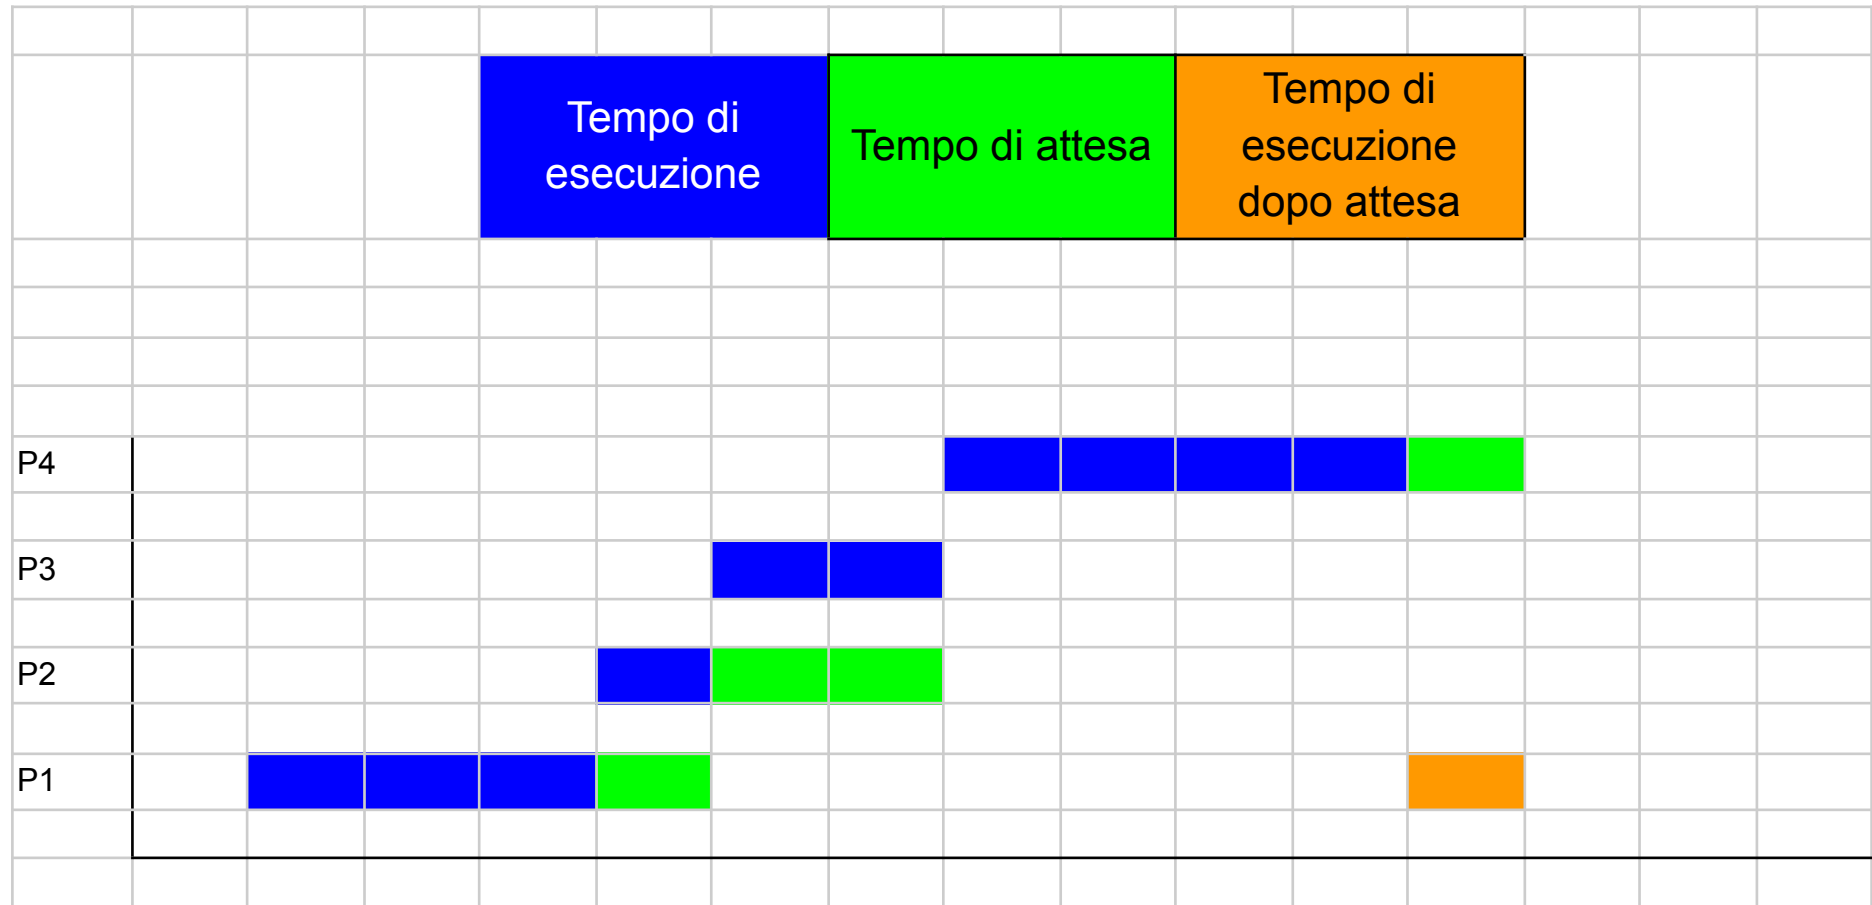 Tempo di
esecuzione
Tempo di attesa
Tempo di
esecuzione
dopo attesa
P4
P3
P2
P1